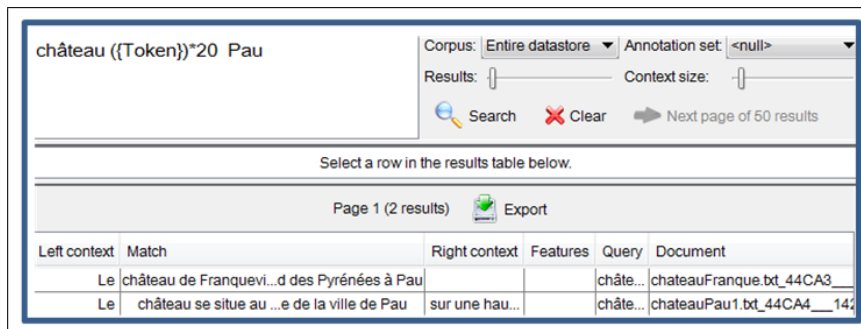 château ({Token})*20 Pau
Corpus: Entire datastore Annotation set: <null>
Results: Context size:
Search Clear Next page of 50 results
Select a row in the results table below.
Page 1 (2 results) Export
Left context Match Right context Features Query Document
Le château de Franquevi...d des Pyrénées à Pau châte... chateauFranque.txt_44CA3___
Le château se situe au ...e de la ville de Pau sur une hau... châte... chateauPau1.txt_44CA4___142